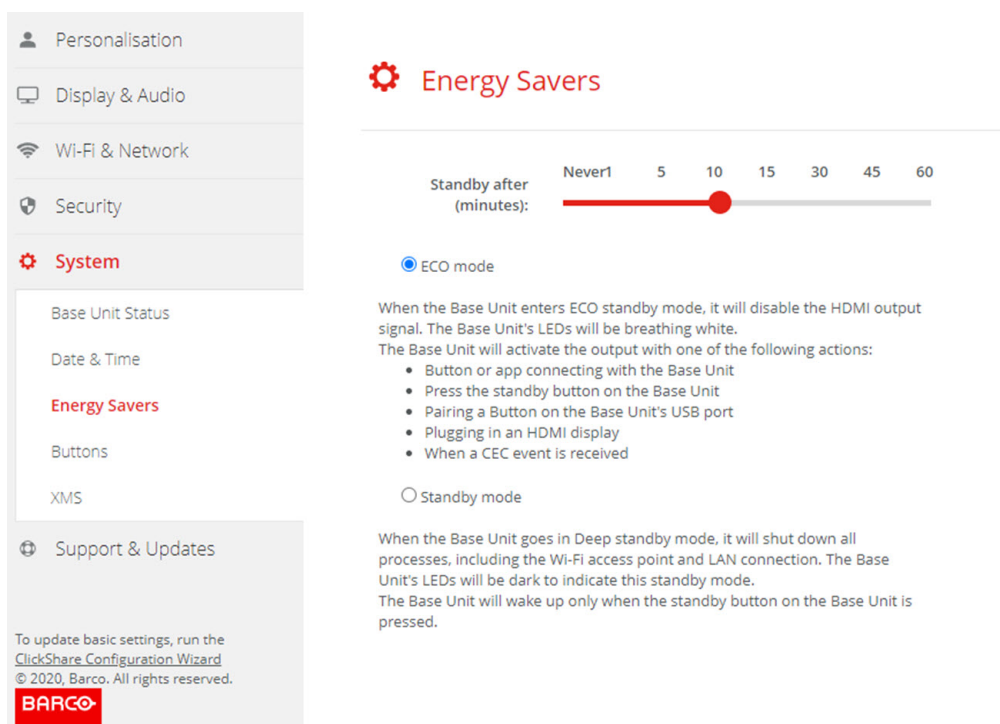 Personalisation
Display & Audio
Wi-Fi & Network
Security
System
Base Unit Status
Date & Time
Energy Savers
Buttons
XMS
Support & Updates
To update basic settings, run the
ClickShare Configuration Wizard
© 2020, Barco. All rights reserved.
BARCO
Energy Savers
Never1 5 10 15 30 45 60
Standby after
(minutes):
ECO mode
When the Base Unit enters ECO standby mode, it will disable the HDMI output
signal. The Base Unit's LEDs will be breathing white.
The Base Unit will activate the output with one of the following actions:
• Button or app connecting with the Base Unit
• Press the standby button on the Base Unit
• Pairing a Button on the Base Unit's USB port
• Plugging in an HDMI display
• When a CEC event is received
Standby mode
When the Base Unit goes in Deep standby mode, it will shut down all
processes, including the Wi-Fi access point and LAN connection. The Base
Unit's LEDs will be dark to indicate this standby mode.
The Base Unit will wake up only when the standby button on the Base Unit is
pressed.